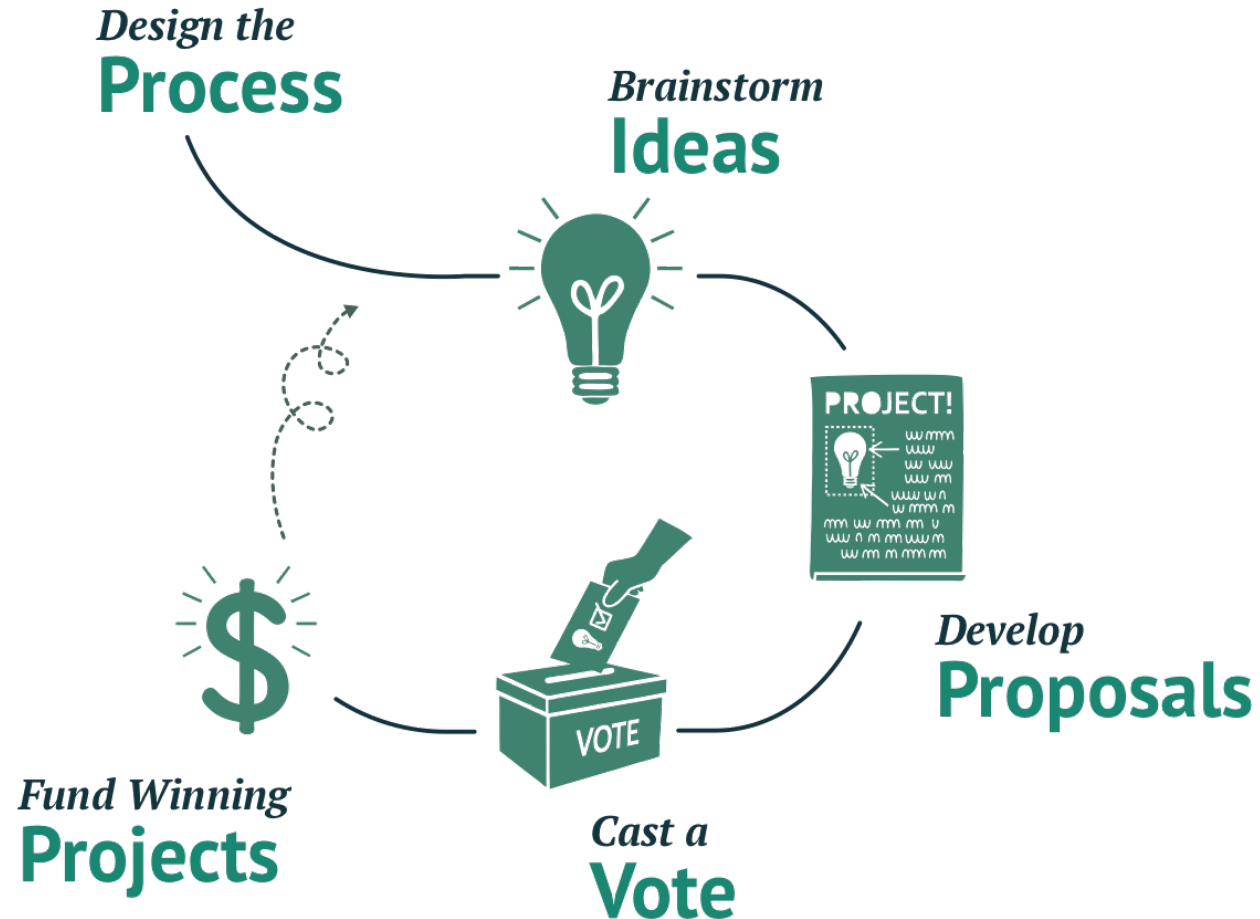 Design the
Process
Brainstorm
Ideas
PROJECT!
Develop
Proposals
VOTE
Cast a
Vote
Fund Winning
Projects